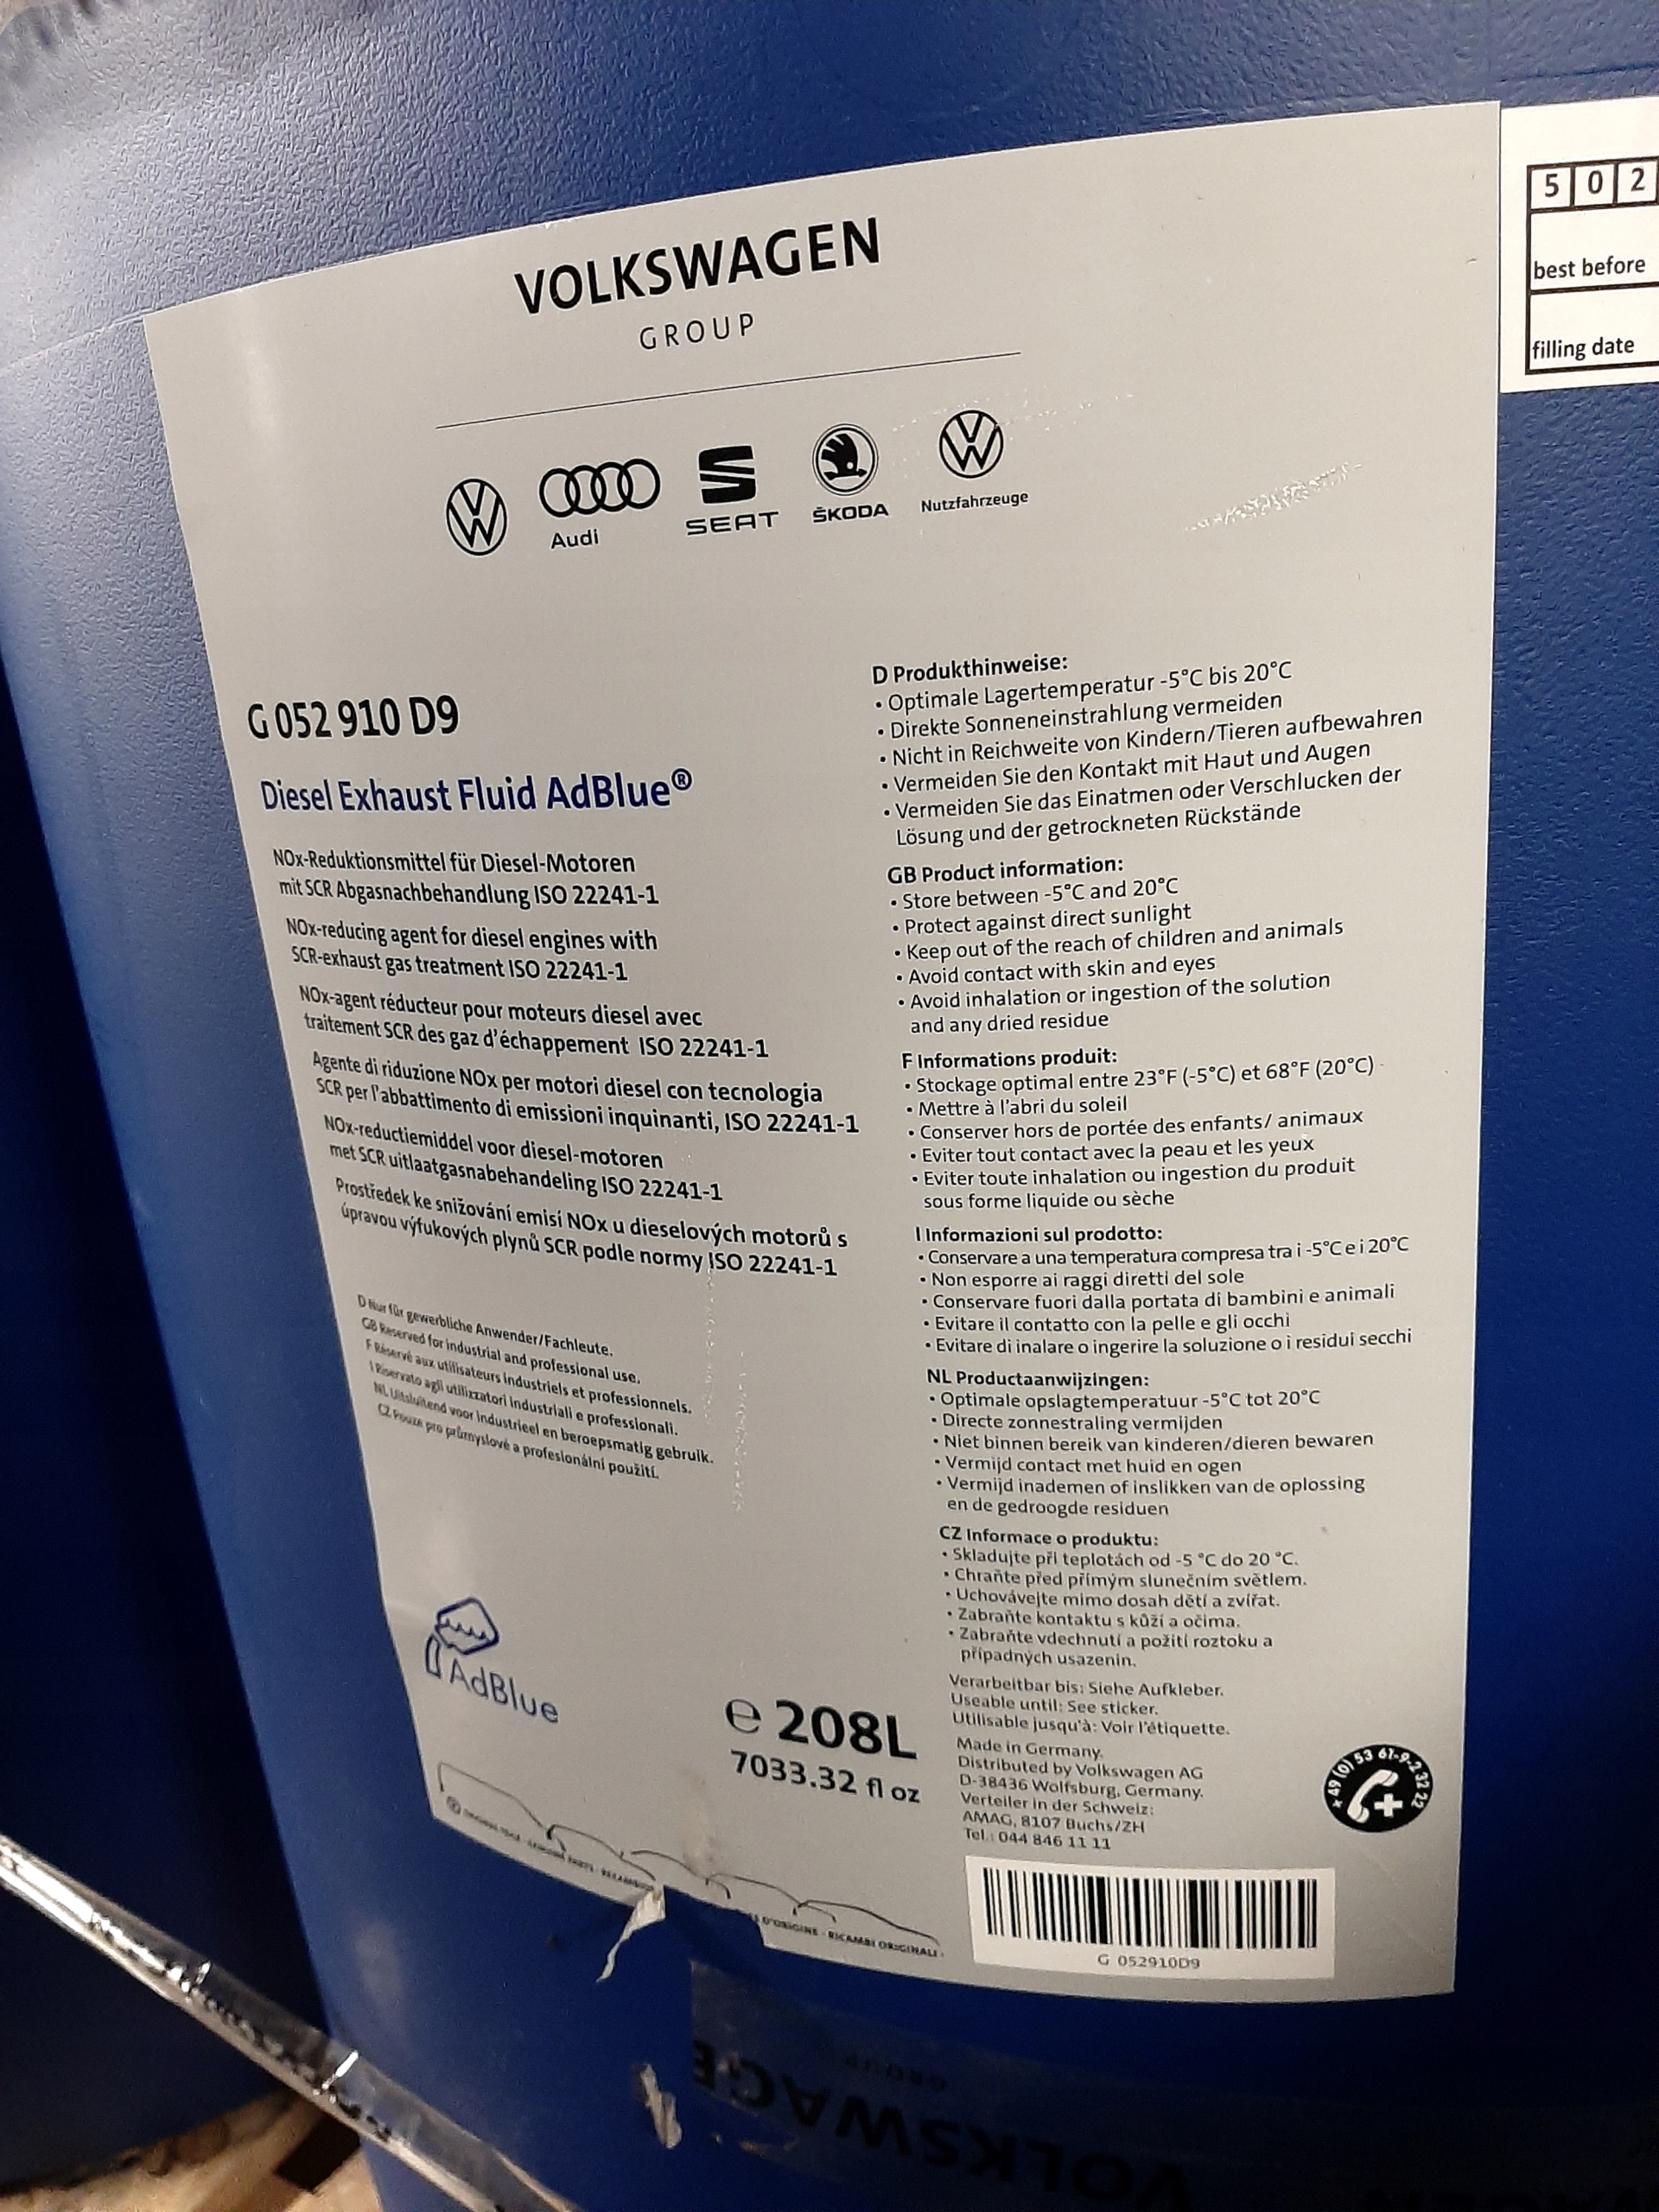 VOLKSWAGEN
GROUP
Audi
SEAT
ŠKODA
Nutzfahrzeuge
G 052 910 D9
Diesel Exhaust Fluid AdBlue®
NOx-Reduktionsmittel für Diesel-Motoren
mit SCR Abgasnachbehandlung ISO 22241-1
NOx-reducing agent for diesel engines with
SCR-exhaust gas treatment ISO 22241-1
NOx-agent réducteur pour moteurs diesel avec
traitement SCR des gaz d'échappement ISO 22241-1
Agente di riduzione NOx per motori diesel con tecnologia
SCR per l'abbattimento di emissioni inquinanti, ISO 22241-1
NOx-reductiemiddel voor diesel-motoren
met SCR uitlaatgasnabehandeling ISO 22241-1
Prostředek ke snižování emisí NOx u dieselových motorů s
úpravou výfukových plynů SCR podle normy ISO 22241-1
D Nur für gewerbliche Anwender/Fachleute.
GB Reserved for industrial and professional use.
F Réservé aux utilisateurs industriels et professionnels.
I Riservato agli utilizzatori industriali e professionali.
NL Uitsluitend voor industrieel en beroepsmatig gebruik.
CZ Pouze pro průmyslové a profesionální použití.
AdBlue
℮ 208L
7033.32 fl oz
D'ORIGINE · RICAMBI ORIGINALI ·
D Produkthinweise:
• Optimale Lagertemperatur -5°C bis 20°C
• Direkte Sonneneinstrahlung vermeiden
• Nicht in Reichweite von Kindern/Tieren aufbewahren
• Vermeiden Sie den Kontakt mit Haut und Augen
• Vermeiden Sie das Einatmen oder Verschlucken der
Lösung und der getrockneten Rückstände
GB Product information:
• Store between -5°C and 20°C
• Protect against direct sunlight
• Keep out of the reach of children and animals
• Avoid contact with skin and eyes
• Avoid inhalation or ingestion of the solution
and any dried residue
F Informations produit:
• Stockage optimal entre 23°F (-5°C) et 68°F (20°C)
• Mettre à l'abri du soleil
• Conserver hors de portée des enfants/ animaux
• Eviter tout contact avec la peau et les yeux
• Eviter toute inhalation ou ingestion du produit
sous forme liquide ou sèche
I Informazioni sul prodotto:
• Conservare a una temperatura compresa tra i -5°C e i 20°C
• Non esporre ai raggi diretti del sole
• Conservare fuori dalla portata di bambini e animali
• Evitare il contatto con la pelle e gli occhi
• Evitare di inalare o ingerire la soluzione o i residui secchi
NL Productaanwijzingen:
• Optimale opslagtemperatuur -5°C tot 20°C
• Directe zonnestraling vermijden
• Niet binnen bereik van kinderen/dieren bewaren
• Vermijd contact met huid en ogen
• Vermijd inademen of inslikken van de oplossing
en de gedroogde residuen
CZ Informace o produktu:
• Skladujte při teplotách od -5 °C do 20 °C.
• Chraňte před přímým slunečním světlem.
• Uchovávejte mimo dosah dětí a zvířat.
• Zabraňte kontaktu s kůží a očima.
• Zabraňte vdechnutí a požití roztoku a
případných usazenin.
Verarbeitbar bis: Siehe Aufkleber.
Useable until: See sticker.
Utilisable jusqu'à: Voir l'étiquette.
Made in Germany.
Distributed by Volkswagen AG
D-38436 Wolfsburg, Germany.
Verteiler in der Schweiz:
AMAG, 8107 Buchs/ZH
Tel.: 044 846 11 11
+49 (0) 53 61-9-2 32 22
G 052910D9
5 0 2
best before
filling date
VOLKSWAGE
GROUP